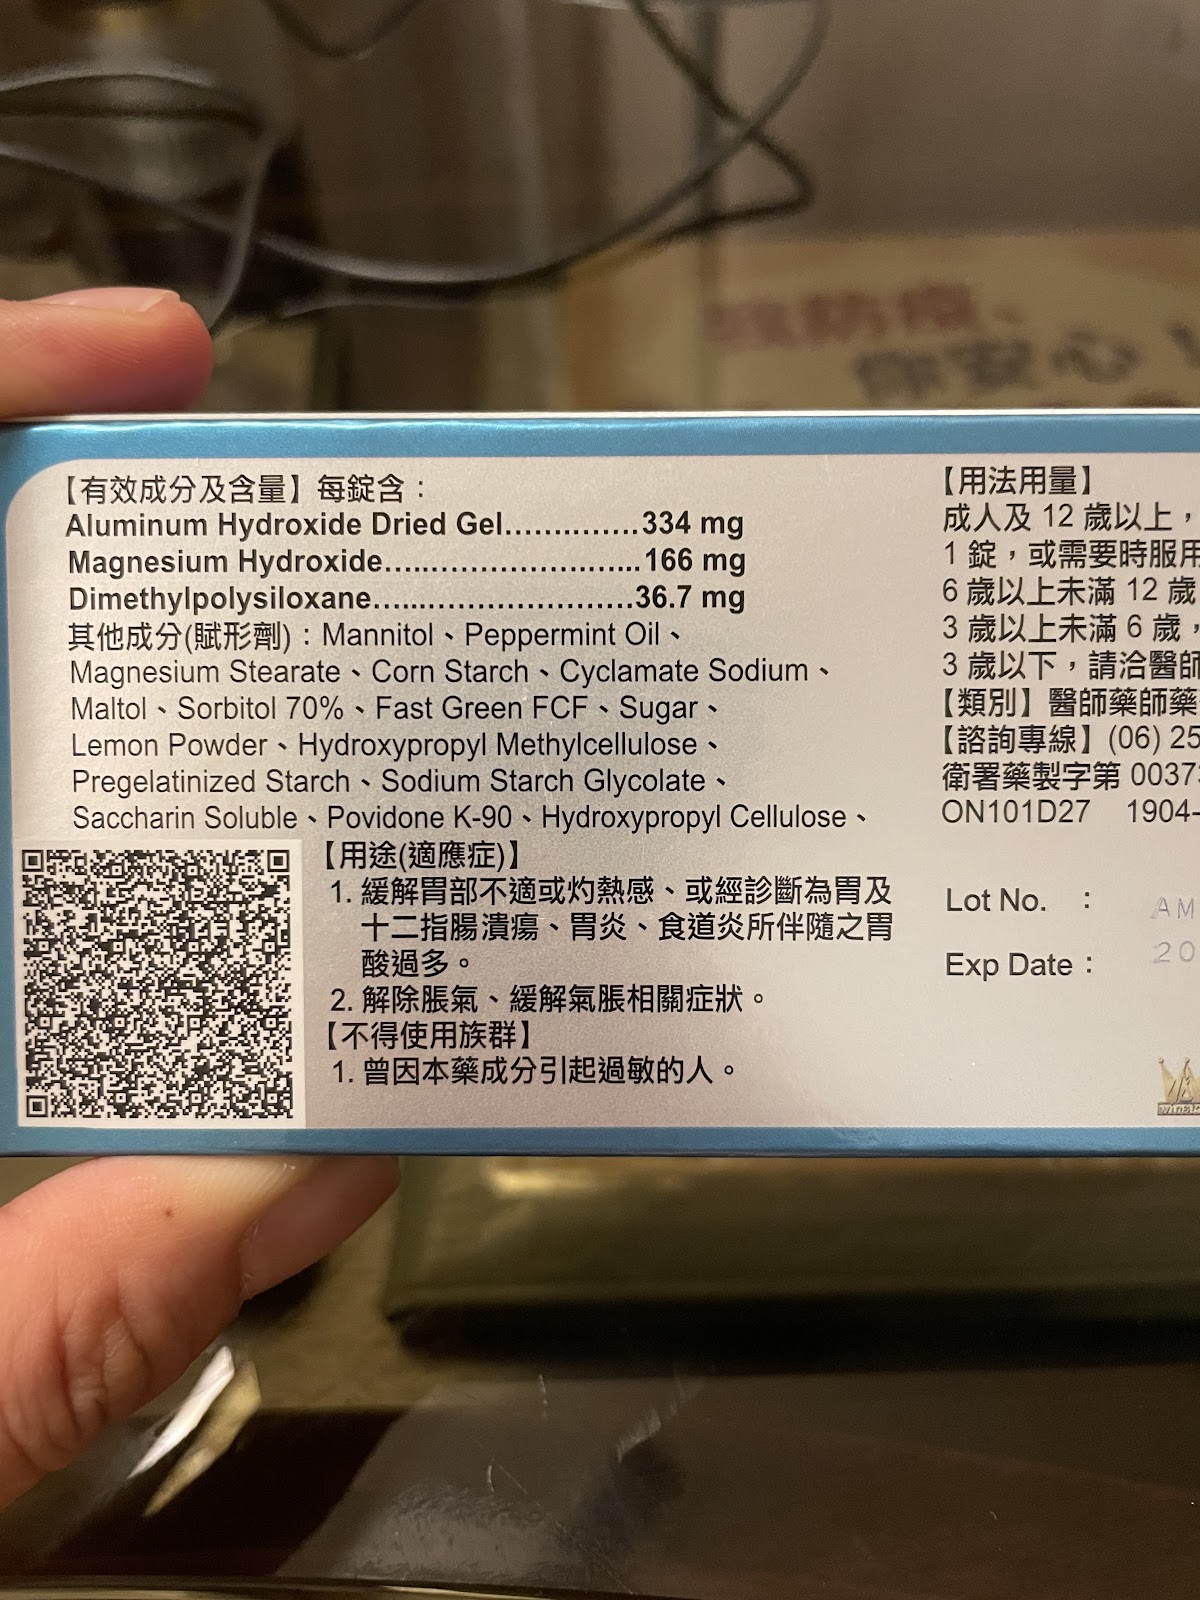 強防疫、
你安心！
【有效成分及含量】每錠含：
Aluminum Hydroxide Dried Gel..............334 mg
Magnesium Hydroxide..........................166 mg
Dimethylpolysiloxane............................36.7 mg
其他成分(賦形劑)：Mannitol、Peppermint Oil、
Magnesium Stearate、Corn Starch、Cyclamate Sodium、
Maltol、Sorbitol 70%、Fast Green FCF、Sugar、
Lemon Powder、Hydroxypropyl Methylcellulose、
Pregelatinized Starch、Sodium Starch Glycolate、
Saccharin Soluble、Povidone K-90、Hydroxypropyl Cellulose、
【用途(適應症)】
1. 緩解胃部不適或灼熱感、或經診斷為胃及
十二指腸潰瘍、胃炎、食道炎所伴隨之胃
酸過多。
2. 解除脹氣、緩解氣脹相關症狀。
【不得使用族群】
1. 曾因本藥成分引起過敏的人。
【用法用量】
成人及 12 歲以上，
1 錠，或需要時服用
6 歲以上未滿 12 歲
3 歲以上未滿 6 歲，
3 歲以下，請洽醫師
【類別】醫師藥師藥
【諮詢專線】(06) 25
衛署藥製字第 0037
ON101D27 1904-
Lot No. : AM
Exp Date : 20